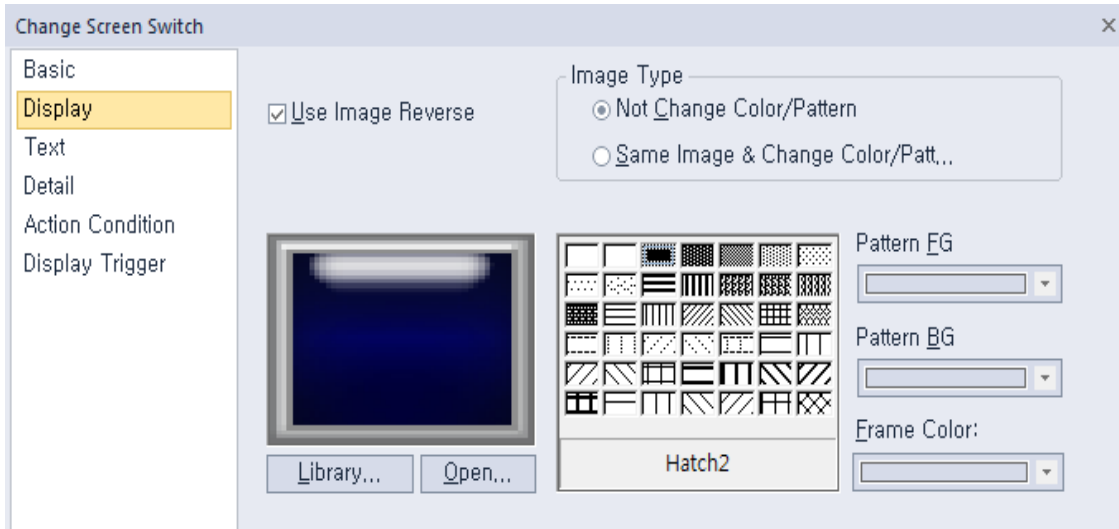 Change Screen Switch
Basic
Display
Text
Detail
Action Condition
Display Trigger
Use Image Reverse
Image Type
Not Change Color/Pattern
Same Image & Change Color/Patt...
Library...
Open...
Hatch2
Pattern FG
Pattern BG
Frame Color: